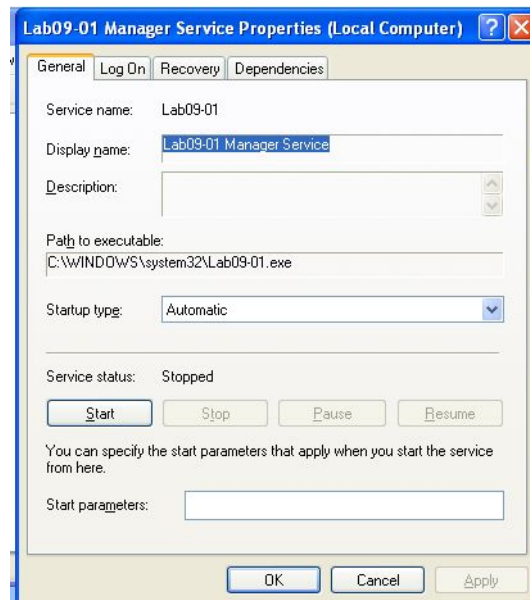 Lab09-01 Manager Service Properties (Local Computer)
General Log On Recovery Dependencies
Service name: Lab09-01
Display name: Lab09-01 Manager Service
Description:
Path to executable:
C:\WINDOWS\system32\Lab09-01.exe
Startup type: Automatic
Service status: Stopped
Start Stop Pause Resume
You can specify the start parameters that apply when you start the service
from here.
Start parameters:
OK Cancel Apply